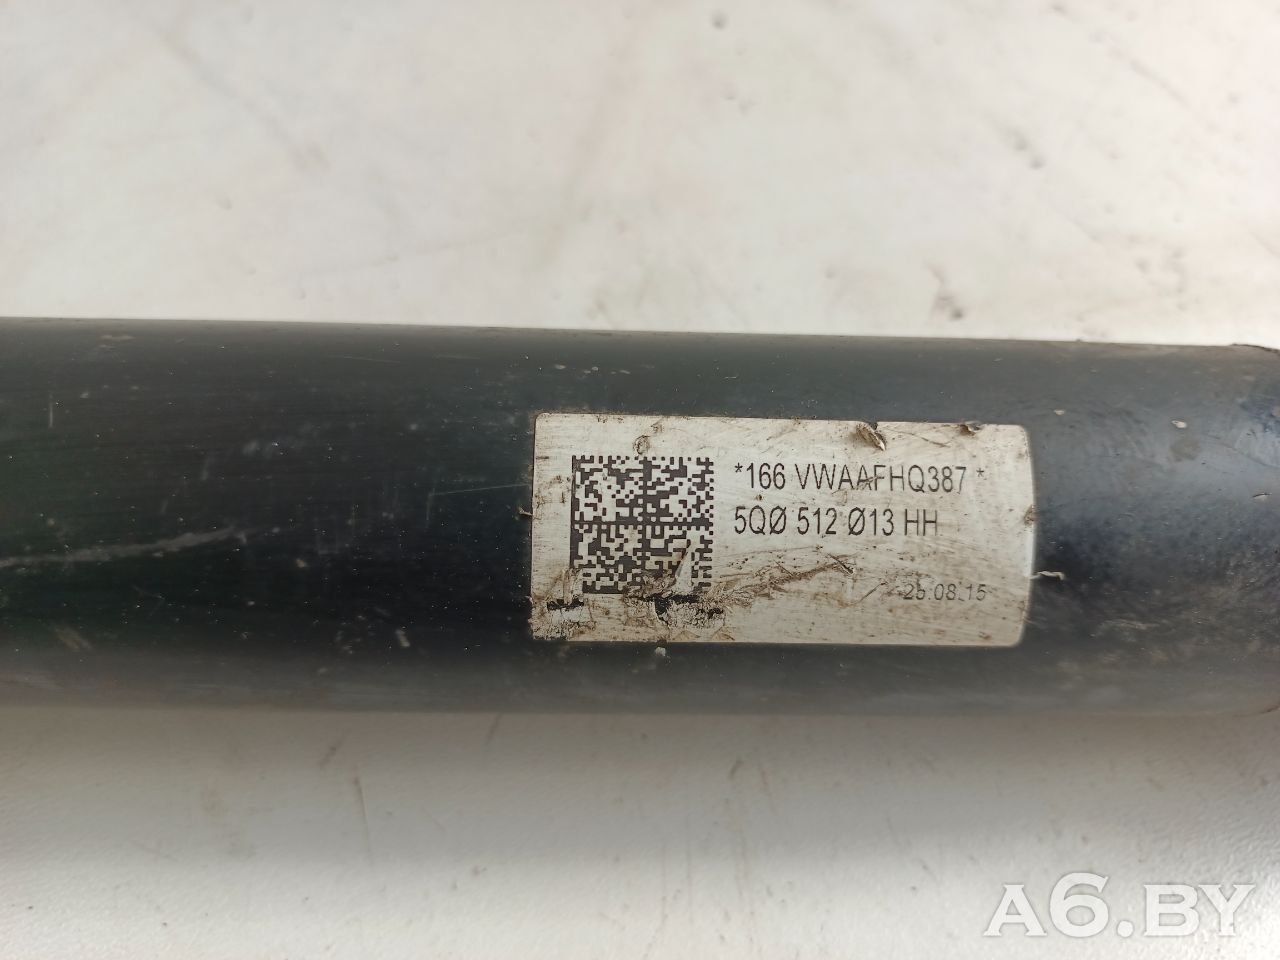 *166 VWAAFHQ387 *
5QØ 512 Ø13 HH
25.08.15
A6.BY